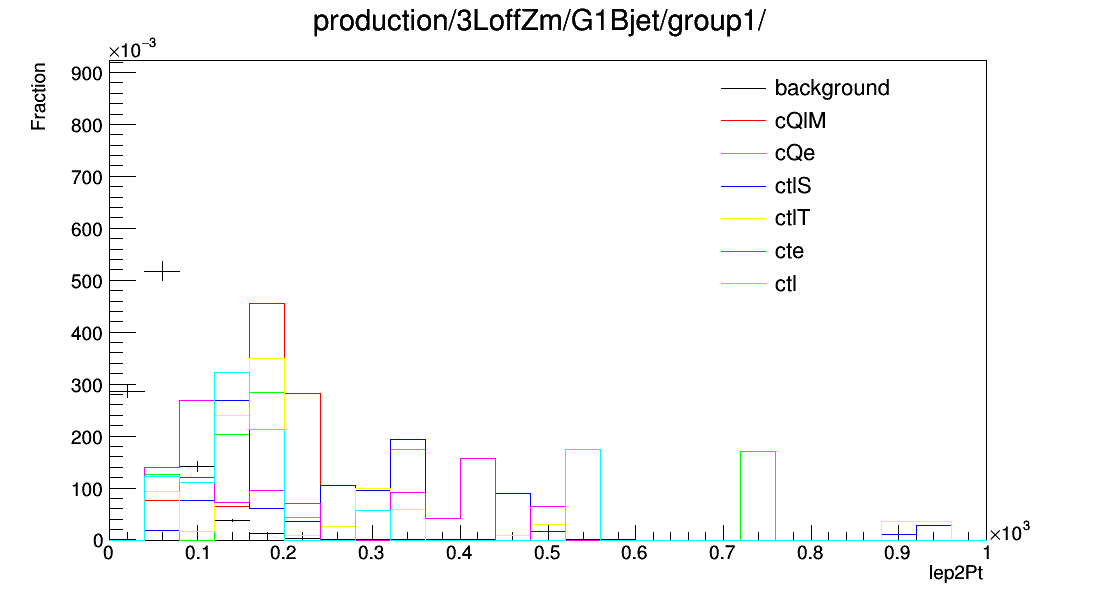 production/3LoffZm/G1Bjet/group1/
×10⁻³
Fraction
900
800
700
600
500
400
300
200
100
0
background
cQlM
cQe
ctlS
ctlT
cte
ctl
0 0.1 0.2 0.3 0.4 0.5 0.6 0.7 0.8 0.9 1
×10³
lep2Pt